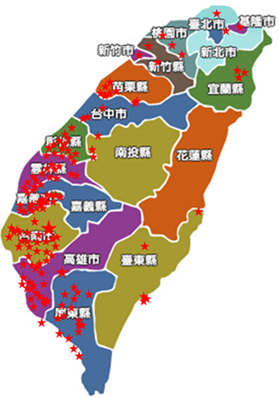 臺北市
基隆市
桃園市
新北市
新竹市
新竹縣
宜蘭縣
苗栗縣
台中市
南投縣
花蓮縣
嘉義縣
高雄市
臺東縣
屏東縣